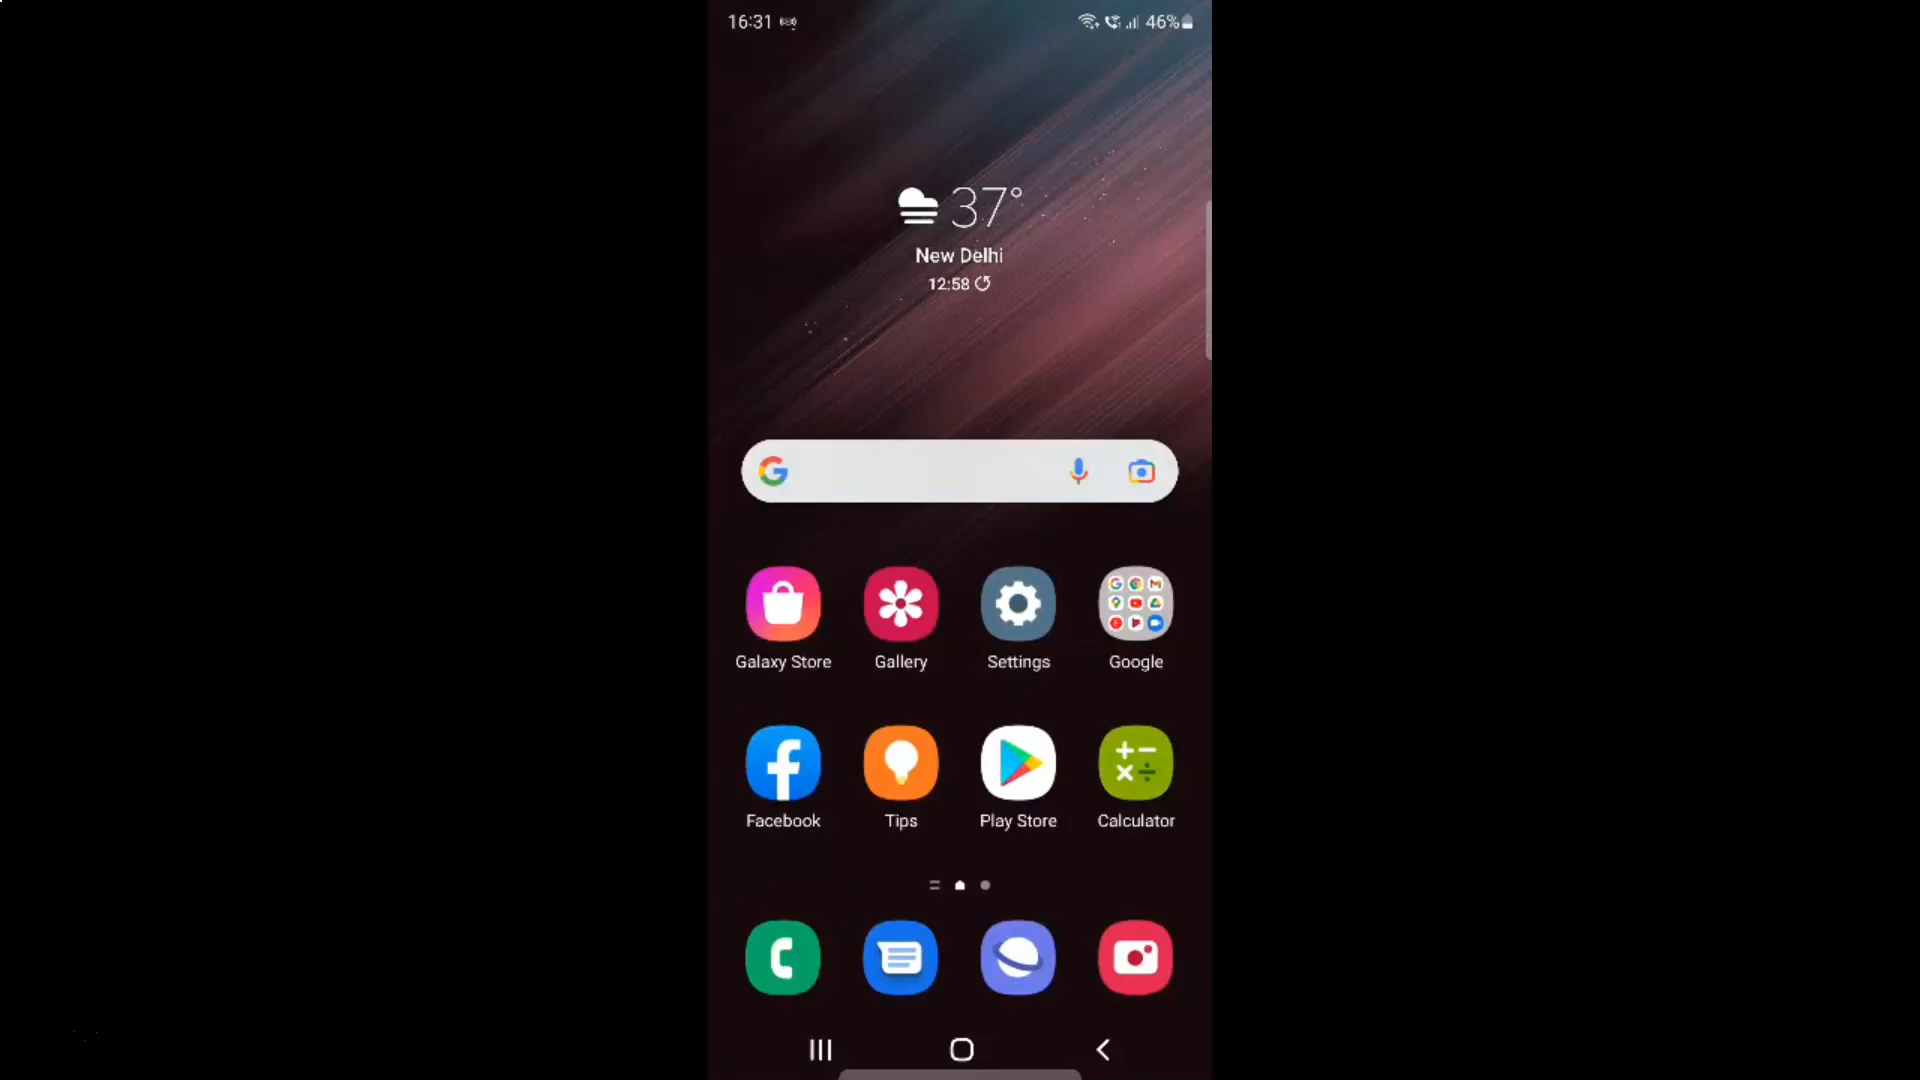 16:31 46%
37°
New Delhi
12:58
Galaxy Store Gallery Settings Google
Facebook Tips Play Store Calculator